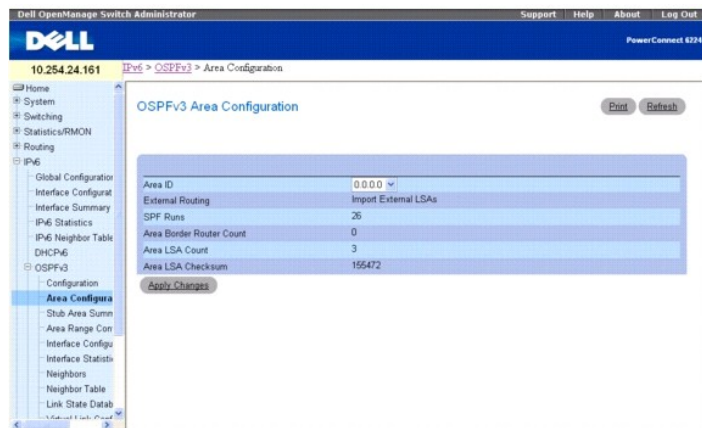 Dell OpenManage Switch Administrator Support Help About Log Out
DELL
PowerConnect 6224
10.254.24.161
IPv6 > OSPFv3 > Area Configuration
Home
System
Switching
Statistics/RMON
Routing
IPv6
Global Configuration
Interface Configurat
Interface Summary
IPv6 Statistics
IPv6 Neighbor Table
DHCPv6
OSPFv3
Configuration
Area Configura
Stub Area Summ
Area Range Con
Interface Configu
Interface Statisti
Neighbors
Neighbor Table
Link State Datab
Virtual Link Conf
OSPFv3 Area Configuration
Print Refresh
Area ID 0.0.0.0
External Routing Import External LSAs
SPF Runs 26
Area Border Router Count 0
Area LSA Count 3
Area LSA Checksum 155472
Apply Changes